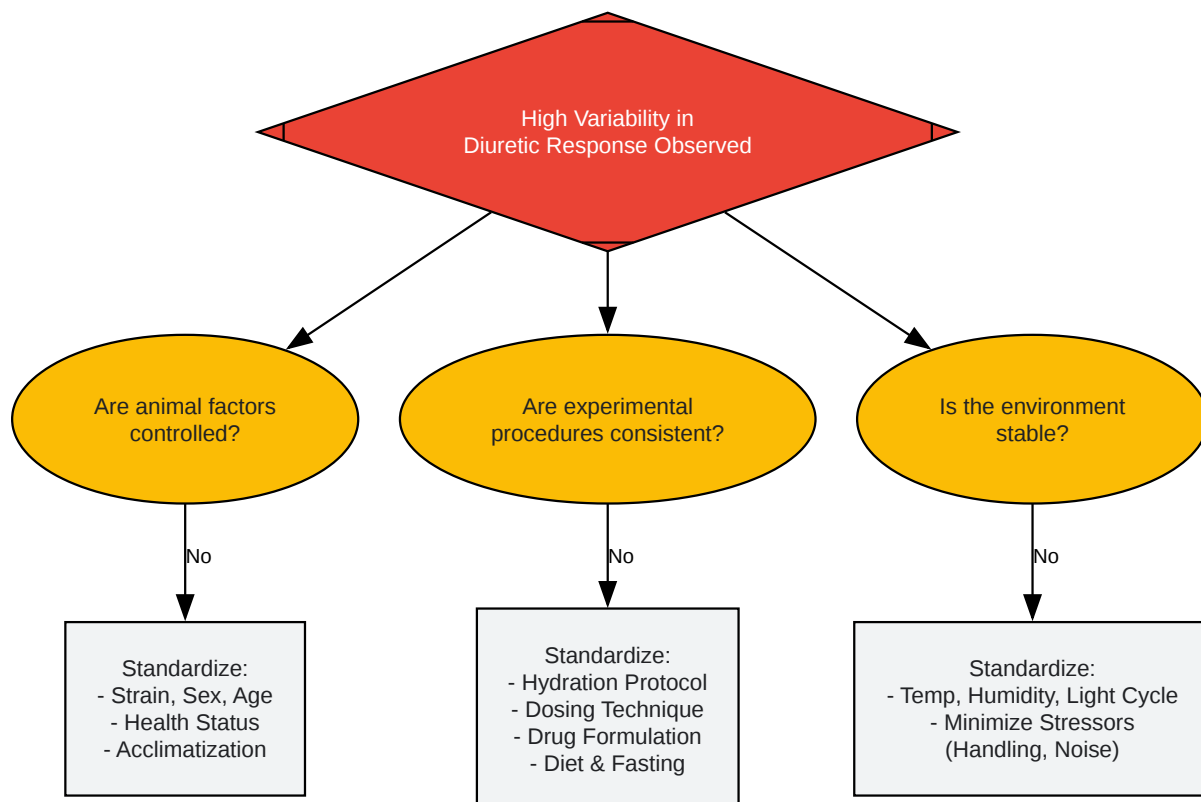 High Variability in
Diuretic Response Observed
Are animal factors
controlled?
Are experimental
procedures consistent?
Is the environment
stable?
No
No
No
Standardize:
- Strain, Sex, Age
- Health Status
- Acclimatization
Standardize:
- Hydration Protocol
- Dosing Technique
- Drug Formulation
- Diet & Fasting
Standardize:
- Temp, Humidity, Light Cycle
- Minimize Stressors
(Handling, Noise)